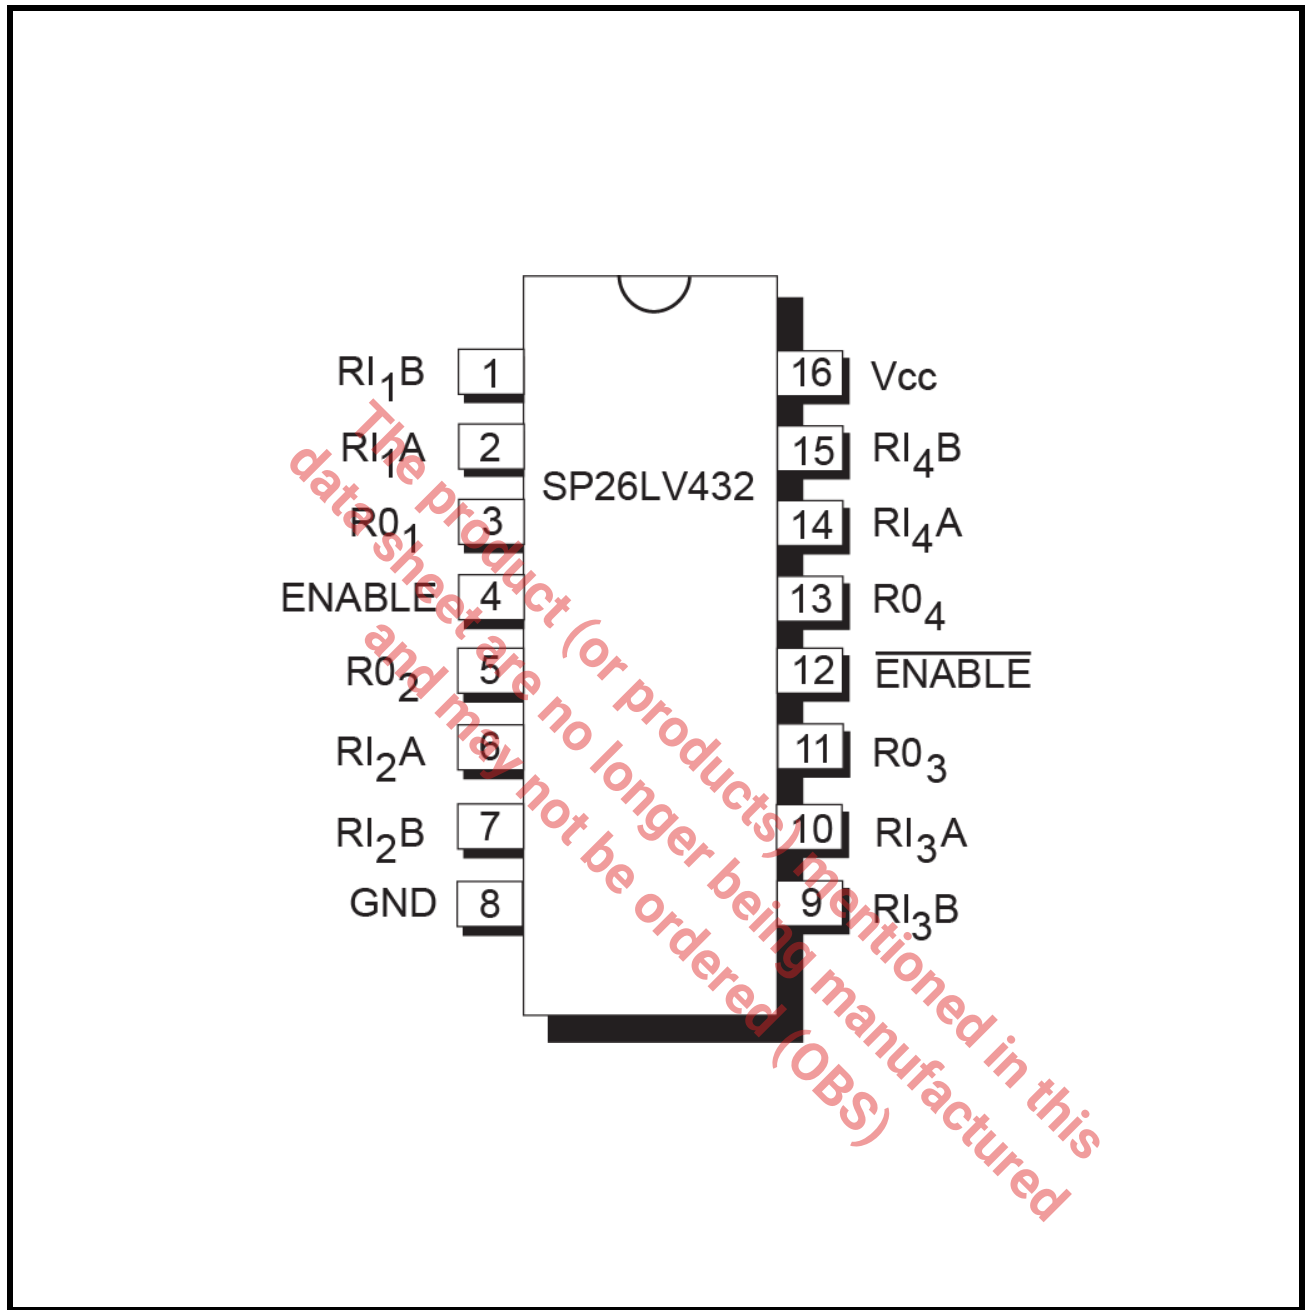 SP26LV432
RI1B 1
RI1A 2
R01 3
ENABLE 4
R02 5
RI2A 6
RI2B 7
GND 8
16 Vcc
15 RI4B
14 RI4A
13 R04
12 E̅N̅A̅B̅L̅E̅
11 R03
10 RI3A
9 RI3B
The product (or products) mentioned in this
data sheet are no longer being manufactured
and may not be ordered (OBS)